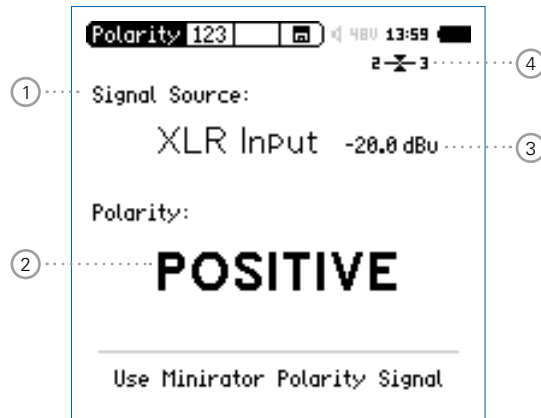 Polarity 123 48V 13:59
2 3 4
1 Signal Source:
XLR Input -20.0 dBu 3
Polarity:
2 POSITIVE
Use Minirator Polarity Signal